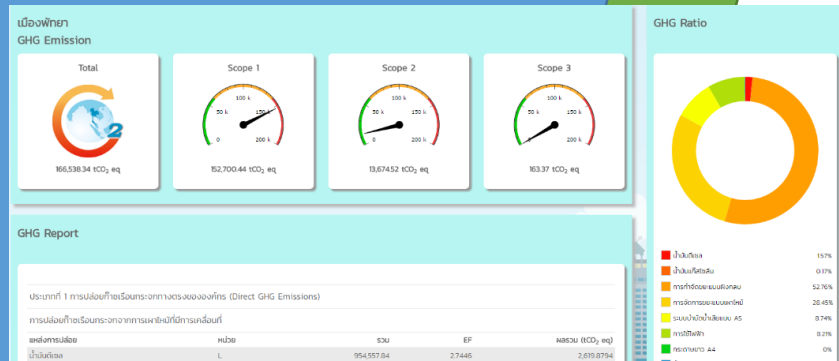 เมืองพัทยา
GHG Emission
Total
166,538.34 tCO₂ eq
Scope 1
0
50 k
100 k
150 k
200 k
152,700.44 tCO₂ eq
Scope 2
0
50 k
100 k
150 k
200 k
13,674.52 tCO₂ eq
Scope 3
0
50 k
100 k
150 k
200 k
163.37 tCO₂ eq
GHG Report
ประเภทที่ 1 การปล่อยก๊าซเรือนกระจกทางตรงขององค์กร (Direct GHG Emissions)
การปล่อยก๊าซเรือนกระจกจากการเผาไหม้ที่มีการเคลื่อนที่
แหล่งการปล่อย หน่วย รวม EF ผลรวม (tCO₂ eq)
น้ำมันดีเซล L 954,557.84 2.7446 2,619.8794
GHG Ratio
น้ำมันดีเซล 1.57%
น้ำมันแก๊สโซลีน 0.17%
การกำจัดขยะแบบฝังกลบ 52.76%
การจัดการขยะแบบเผาไหม้ 28.45%
ระบบบำบัดน้ำเสียแบบ AS 8.74%
การใช้ไฟฟ้า 8.21%
กระดาษขาว A4 0%